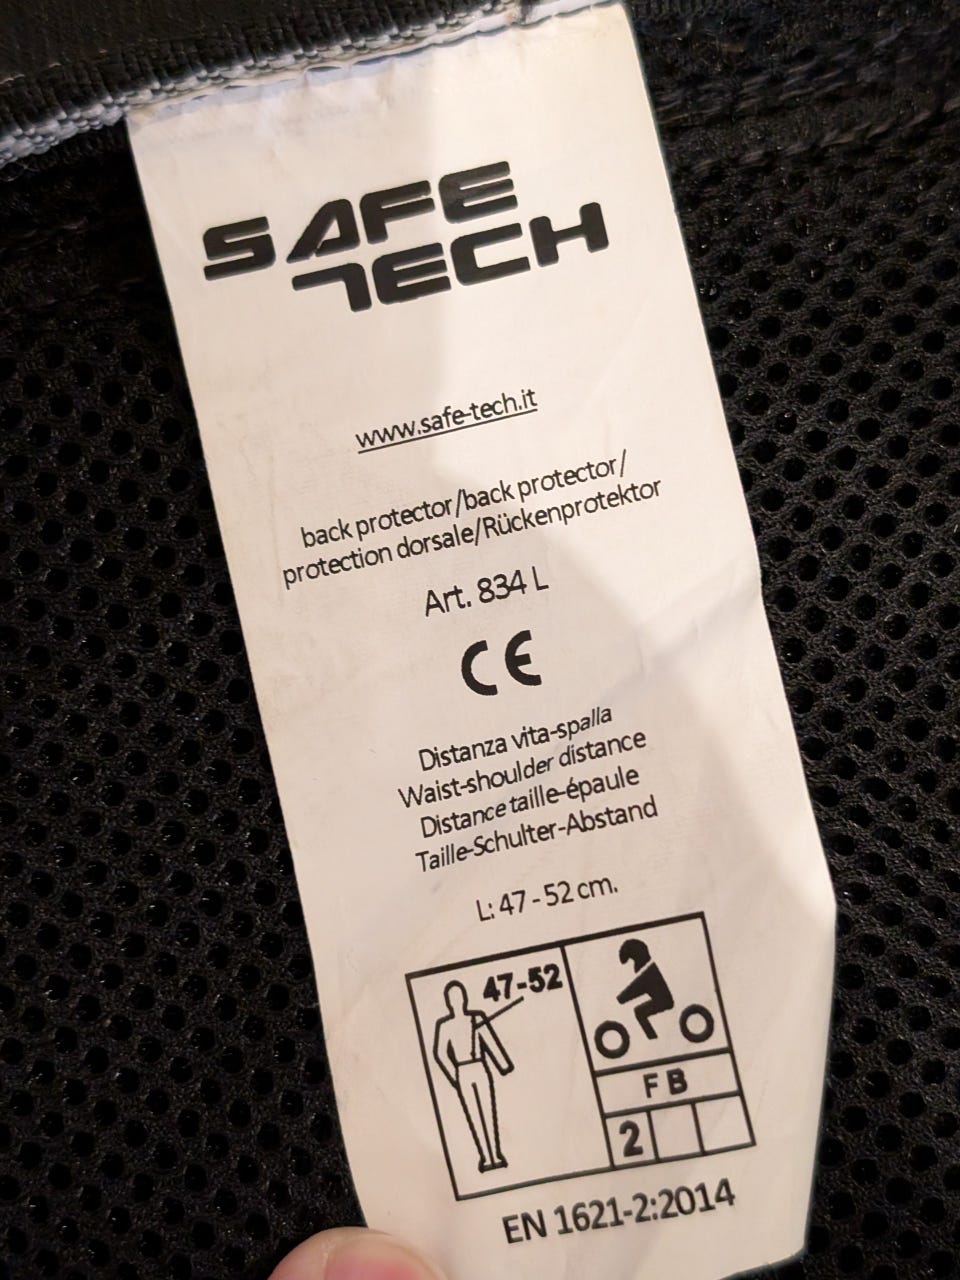 SAFE
TECH
www.safe-tech.it
back protector/back protector/
protection dorsale/Rückenprotektor
Art. 834 L
CE
Distanza vita-spalla
Waist-shoulder distance
Distance taille-épaule
Taille-Schulter-Abstand
L: 47 - 52 cm.
47-52
F B
2
EN 1621-2:2014